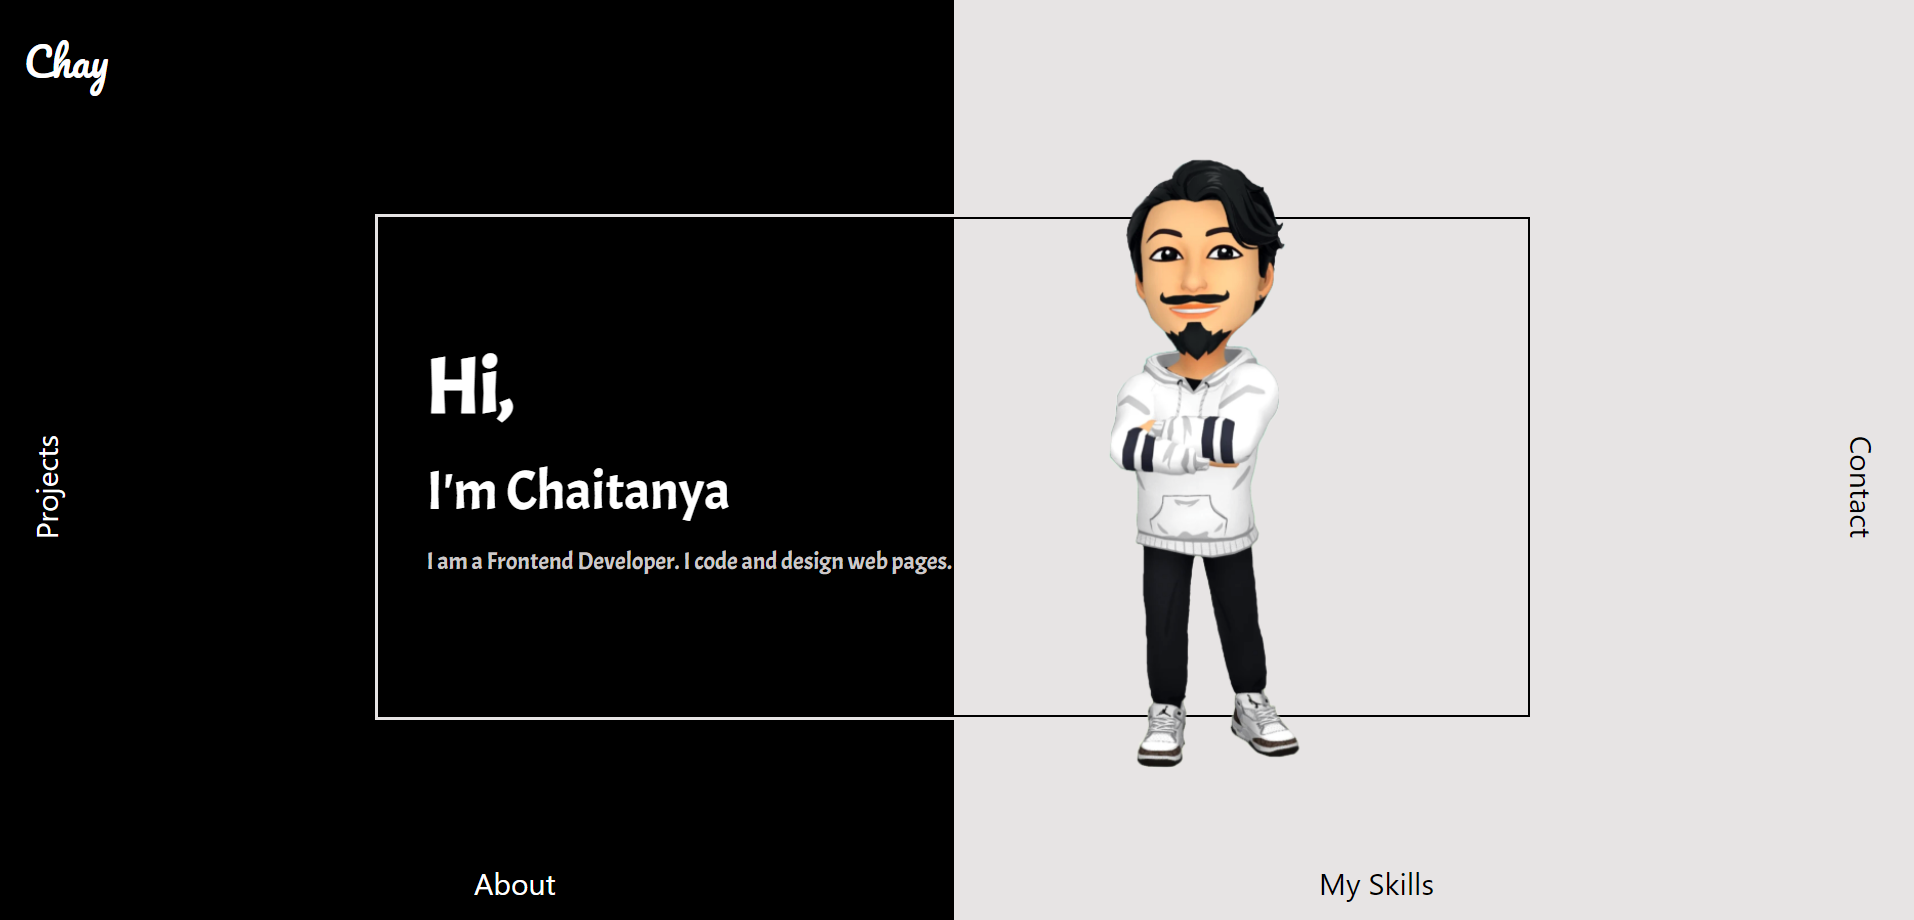 Chay
Hi,
I'm Chaitanya
I am a Frontend Developer. I code and design web pages.
Projects
Contact
About
My Skills